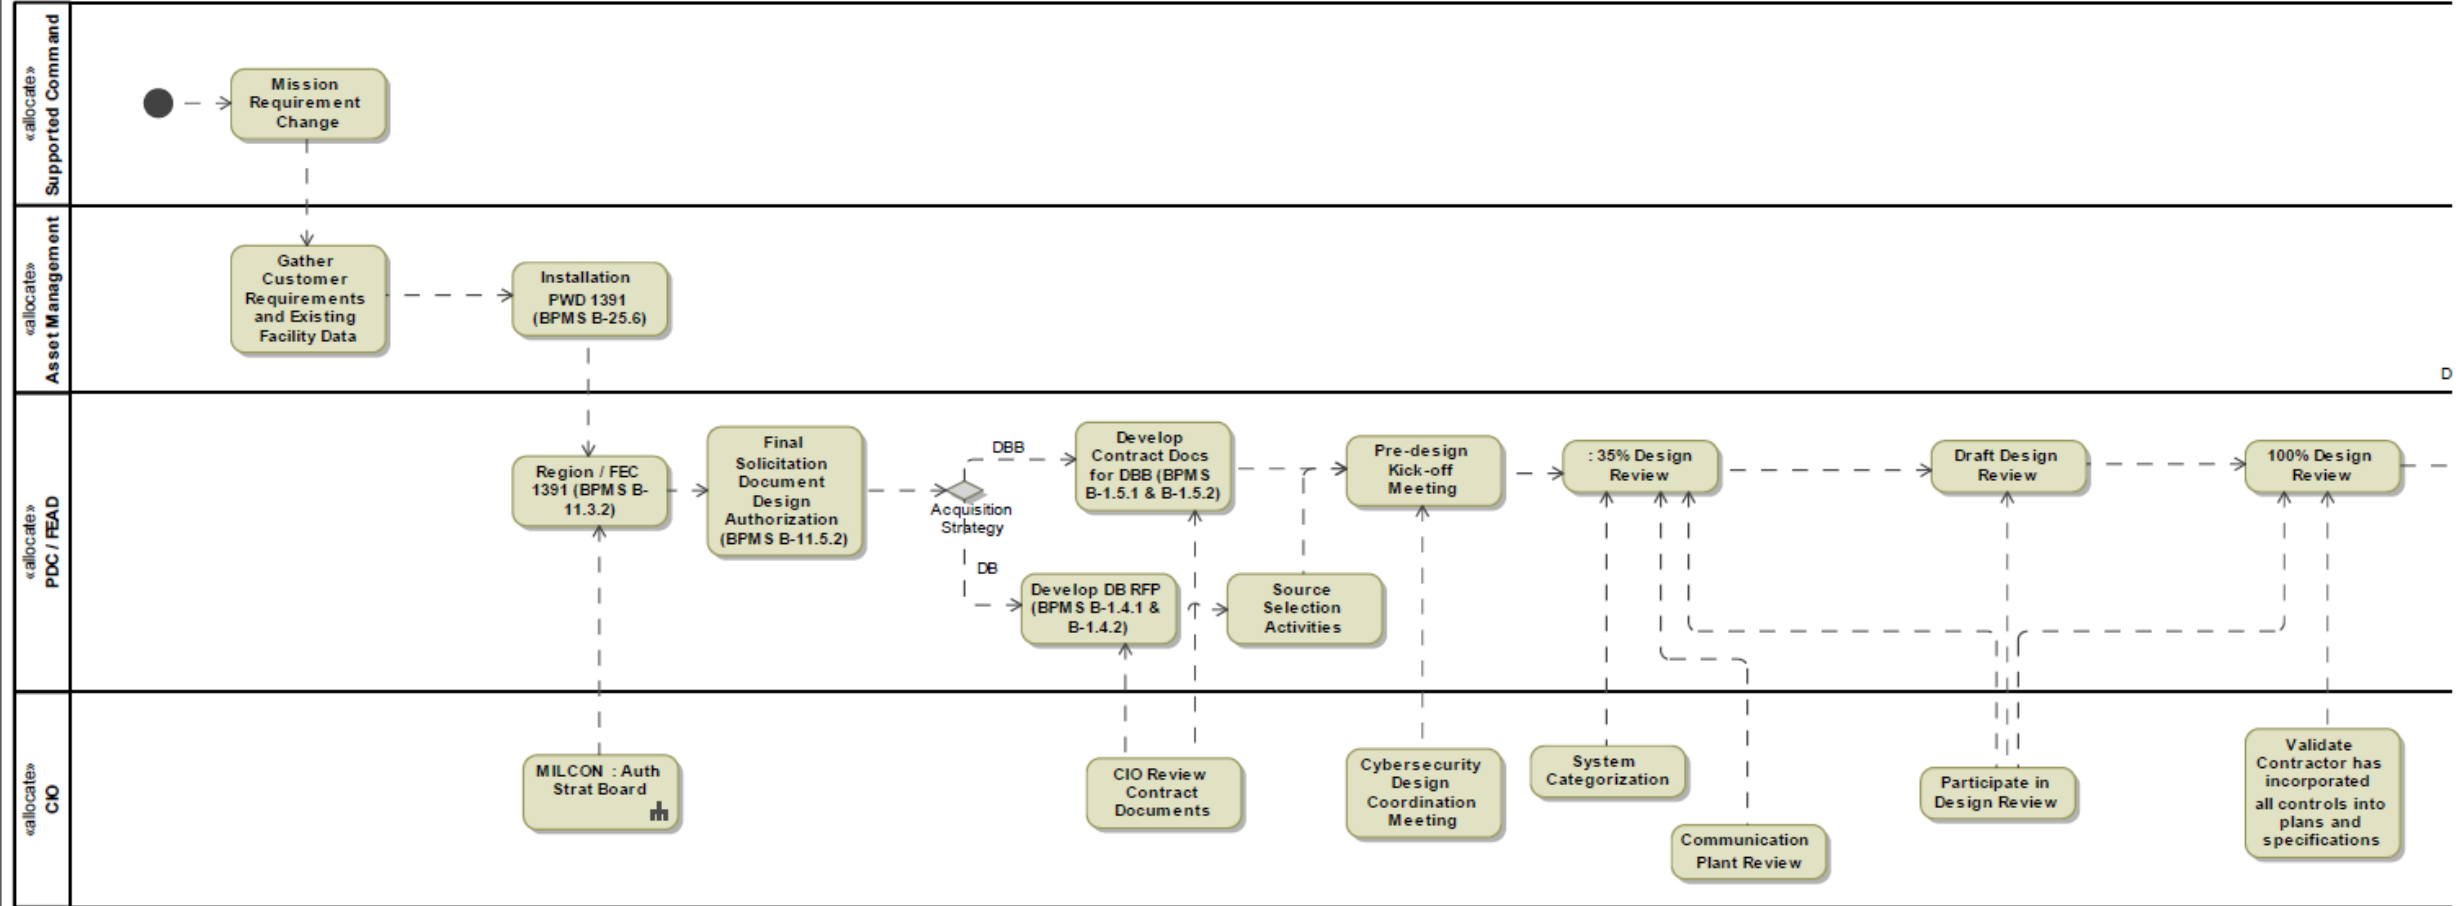 «allocate»
Supported Command
Mission
Requirement
Change
«allocate»
Asset Management
Gather
Customer
Requirements
and Existing
Facility Data
Installation
PWD 1391
(BPMS B-25.6)
D
«allocate»
PDC / FEAD
Region / FEC
1391 (BPMS B-
11.3.2)
Final
Solicitation
Document
Design
Authorization
(BPMS B-11.5.2)
Acquisition
Strategy
DBB
DB
Develop
Contract Docs
for DBB (BPMS
B-1.5.1 & B-1.5.2)
Develop DB RFP
(BPMS B-1.4.1 &
B-1.4.2)
Source
Selection
Activities
Pre-design
Kick-off
Meeting
: 35% Design
Review
Draft Design
Review
100% Design
Review
«allocate»
CIO
MILCON : Auth
Strat Board
CIO Review
Contract
Documents
Cybersecurity
Design
Coordination
Meeting
System
Categorization
Communication
Plant Review
Participate in
Design Review
Validate
Contractor has
incorporated
all controls into
plans and
specifications